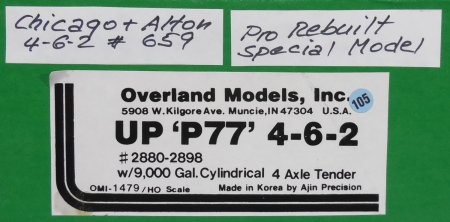 Chicago + Alton
4-6-2 # 659
Pro Rebuilt
Special Model
Overland Models, Inc.
105
5908 W. Kilgore Ave. Muncie, IN 47304 U.S.A.
UP 'P77' 4-6-2
#2880-2898
w/9,000 Gal. Cylindrical 4 Axle Tender
OMI-1479/HO Scale Made in Korea by Ajin Precision